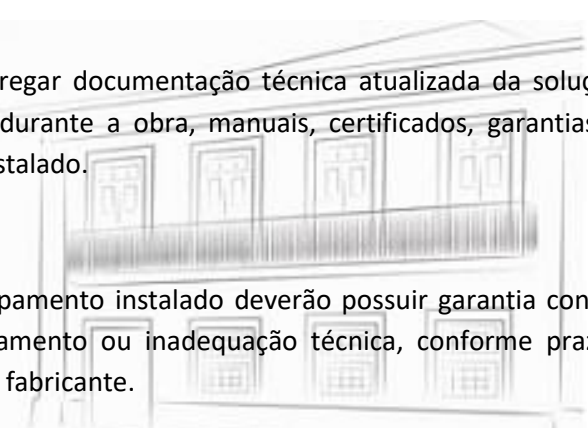 regar documentação técnica atualizada da soluç
durante a obra, manuais, certificados, garantias
stalado.
pamento instalado deverão possuir garantia con
amento ou inadequação técnica, conforme praz
fabricante.